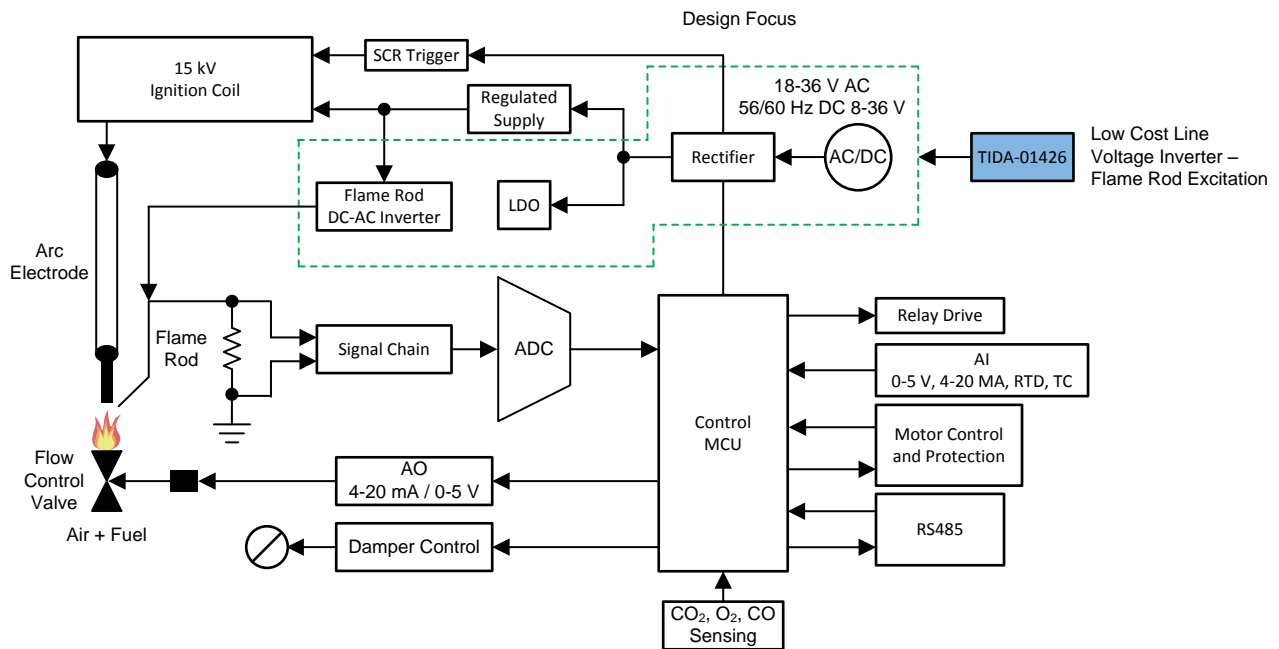 Design Focus
15 kV
Ignition Coil
SCR Trigger
Regulated
Supply
18-36 V AC
56/60 Hz DC 8-36 V
Rectifier
AC/DC
TIDA-01426
Low Cost Line
Voltage Inverter –
Flame Rod Excitation
Flame Rod
DC-AC Inverter
LDO
Arc
Electrode
Flame
Rod
Signal Chain
ADC
Control
MCU
Relay Drive
AI
0-5 V, 4-20 MA, RTD, TC
Motor Control
and Protection
RS485
Flow
Control
Valve
Air + Fuel
AO
4-20 mA / 0-5 V
Damper Control
CO₂, O₂, CO
Sensing